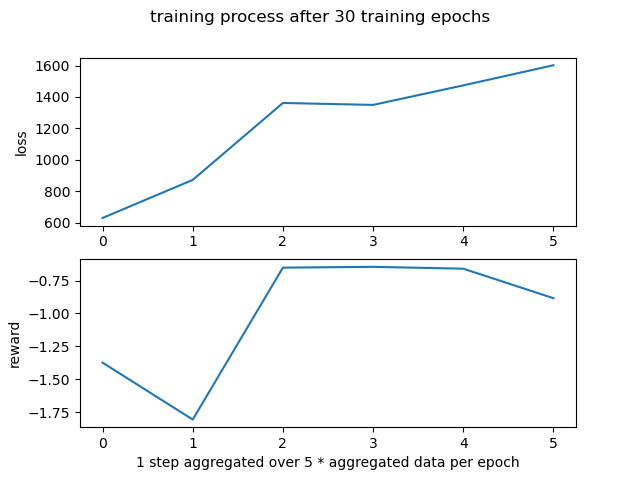 training process after 30 training epochs
1600
1400
1200
1000
800
600
loss
0 1 2 3 4 5
−0.75
−1.00
−1.25
−1.50
−1.75
reward
0 1 2 3 4 5
1 step aggregated over 5 * aggregated data per epoch